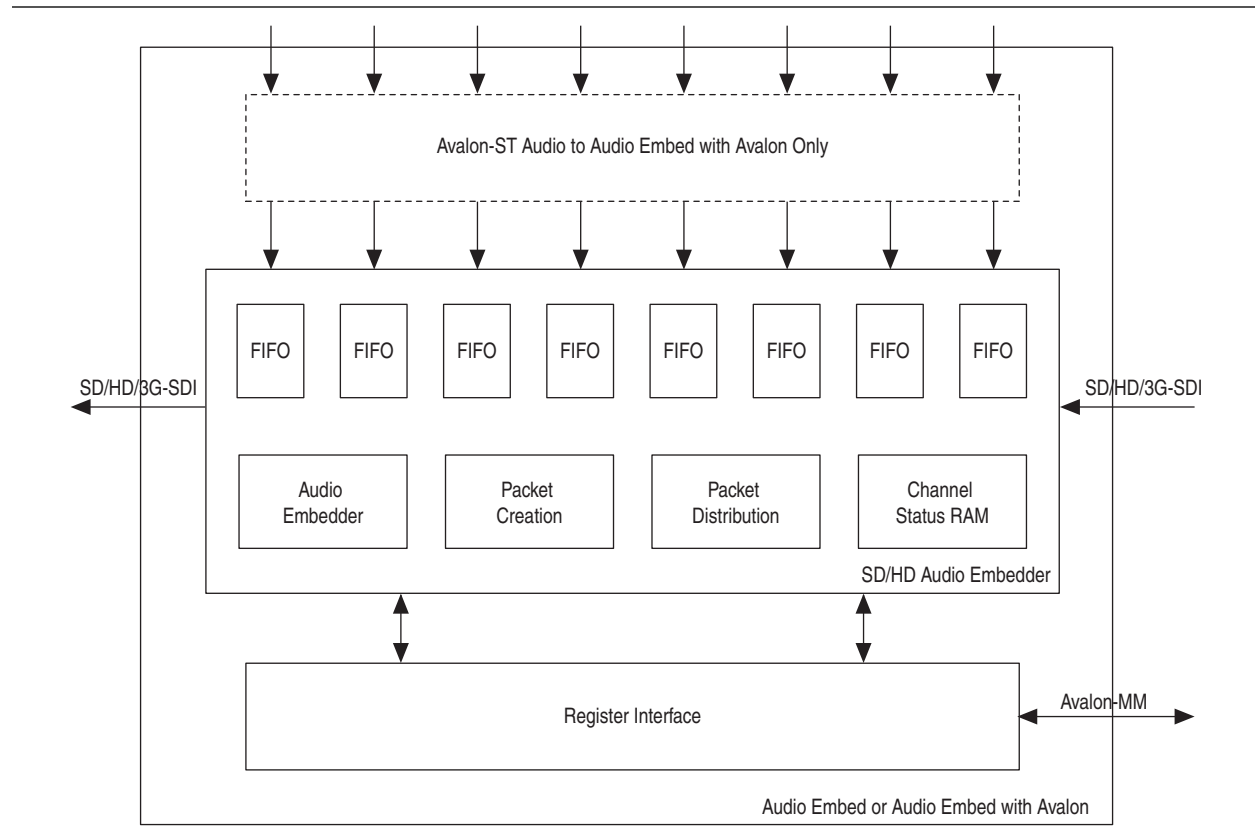 Avalon-ST Audio to Audio Embed with Avalon Only
FIFO
FIFO
FIFO
FIFO
FIFO
FIFO
FIFO
FIFO
SD/HD/3G-SDI
SD/HD/3G-SDI
Audio
Embedder
Packet
Creation
Packet
Distribution
Channel
Status RAM
SD/HD Audio Embedder
Register Interface
Avalon-MM
Audio Embed or Audio Embed with Avalon